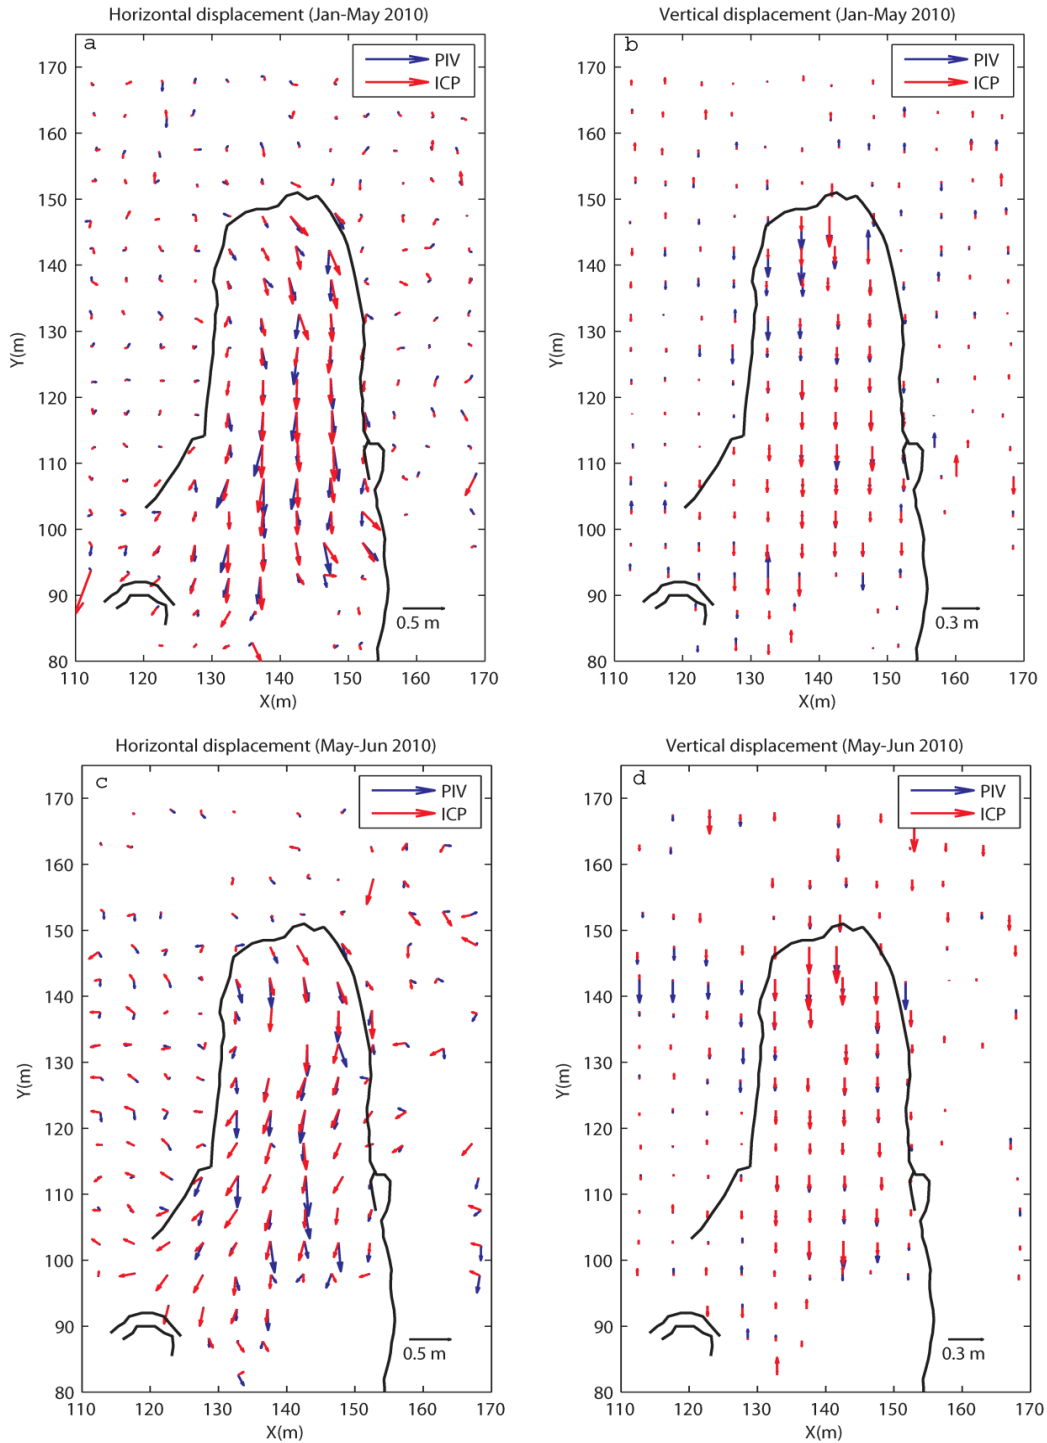 Horizontal displacement (Jan-May 2010)
a
PIV
ICP
170
160
150
140
130
120
110
100
90
80
Y(m)
0.5 m
110 120 130 140 150 160 170
X(m)
Vertical displacement (Jan-May 2010)
b
PIV
ICP
170
160
150
140
130
120
110
100
90
80
Y(m)
0.3 m
110 120 130 140 150 160 170
X(m)
Horizontal displacement (May-Jun 2010)
c
PIV
ICP
170
160
150
140
130
120
110
100
90
80
Y(m)
0.5 m
110 120 130 140 150 160 170
X(m)
Vertical displacement (May-Jun 2010)
d
PIV
ICP
170
160
150
140
130
120
110
100
90
80
Y(m)
0.3 m
110 120 130 140 150 160 170
X(m)